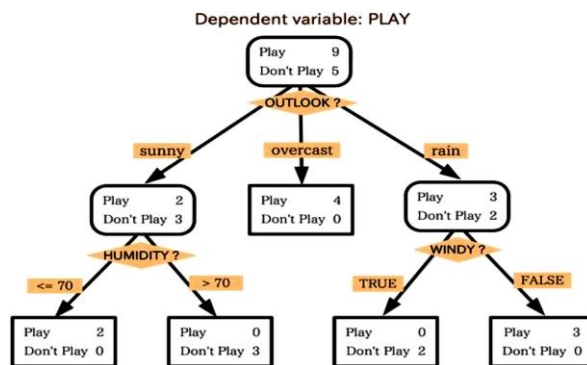 Dependent variable: PLAY
Play 9
Don't Play 5
OUTLOOK ?
sunny
overcast
rain
Play 2
Don't Play 3
Play 4
Don't Play 0
Play 3
Don't Play 2
HUMIDITY ?
WINDY ?
<= 70
> 70
TRUE
FALSE
Play 2
Don't Play 0
Play 0
Don't Play 3
Play 0
Don't Play 2
Play 3
Don't Play 0